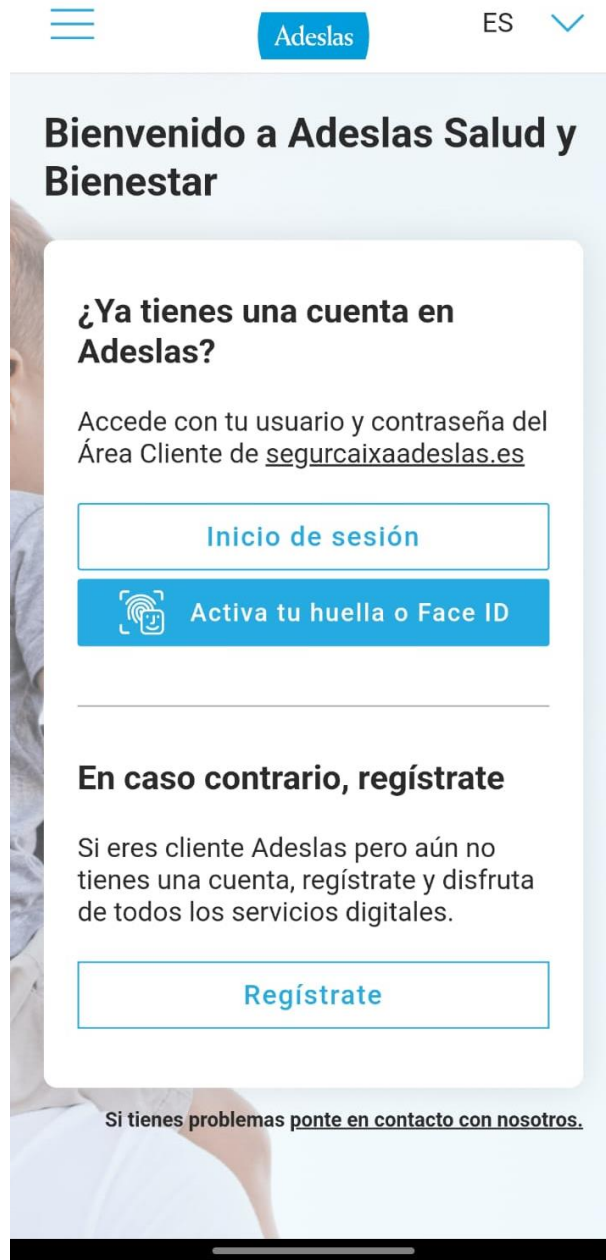 Adeslas
ES
Bienvenido a Adeslas Salud y
Bienestar
¿Ya tienes una cuenta en
Adeslas?
Accede con tu usuario y contraseña del
Área Cliente de segurcaixaadeslas.es
Inicio de sesión
Activa tu huella o Face ID
En caso contrario, regístrate
Si eres cliente Adeslas pero aún no
tienes una cuenta, regístrate y disfruta
de todos los servicios digitales.
Regístrate
Si tienes problemas ponte en contacto con nosotros.